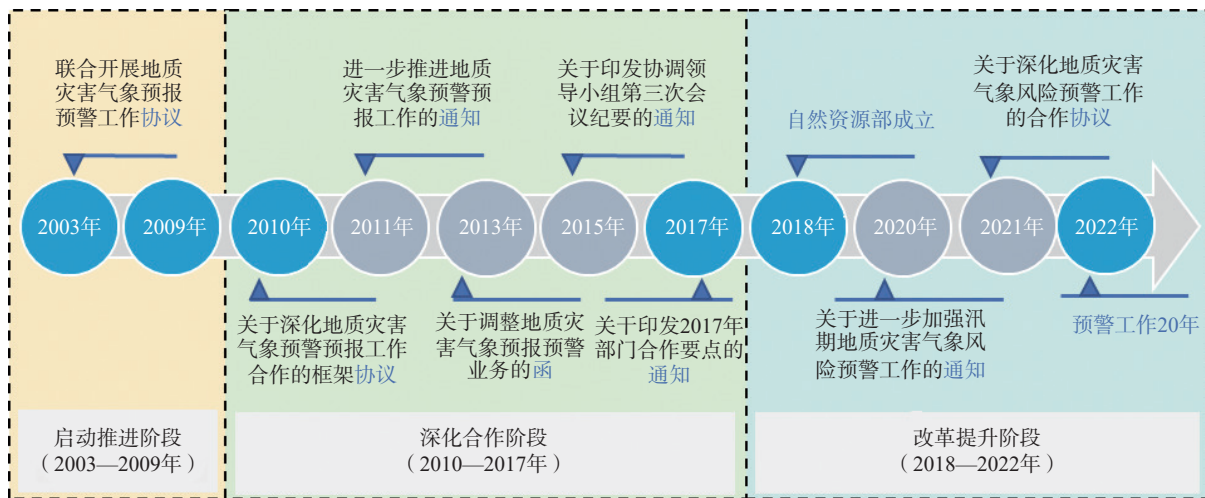 联合开展地质
灾害气象预报
预警工作协议
进一步推进地质
灾害气象预警预
报工作的通知
关于印发协调领
导小组第三次会
议纪要的通知
自然资源部成立
关于深化地质灾害
气象风险预警工作
的合作协议
2003年
2009年
2010年
2011年
2013年
2015年
2017年
2018年
2020年
2021年
2022年
关于深化地质灾害
气象预警预报工作
合作的框架协议
关于调整地质灾
害气象预报预警
业务的函
关干印发2017年
部门合作要点的
通知
关于进一步加强汛
期地质灾害气象风
险预警工作的通知
预警工作20年
启动推进阶段
（2003—2009年）
深化合作阶段
（2010—2017年）
改革提升阶段
（2018—2022年）